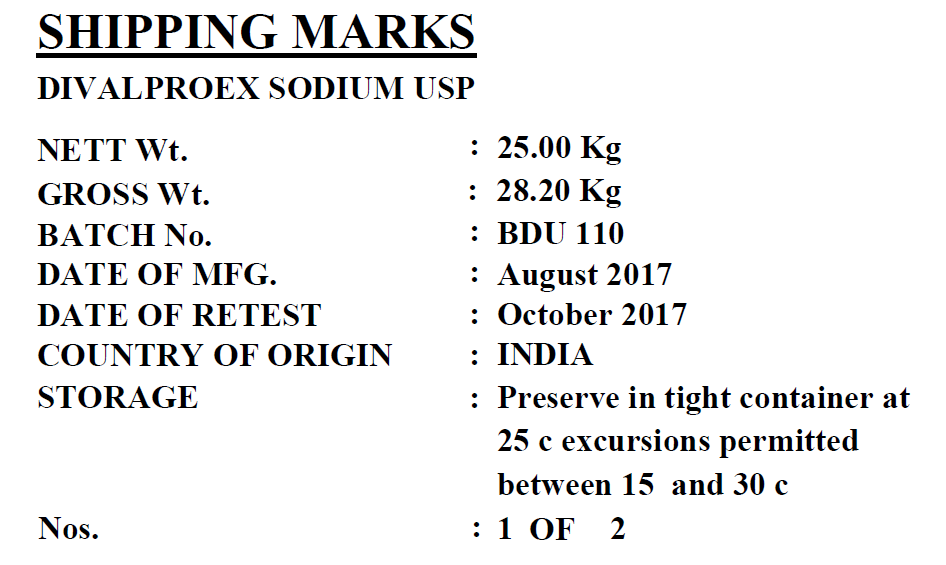 SHIPPING MARKS
DIVALPROEX SODIUM USP
NETT Wt. : 25.00 Kg
GROSS Wt. : 28.20 Kg
BATCH No. : BDU 110
DATE OF MFG. : August 2017
DATE OF RETEST : October 2017
COUNTRY OF ORIGIN : INDIA
STORAGE : Preserve in tight container at
25 c excursions permitted
between 15 and 30 c
Nos. : 1 OF 2